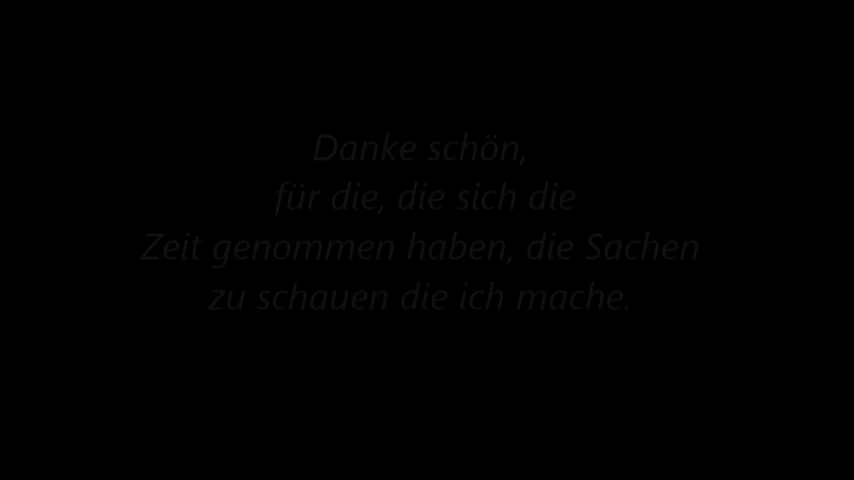 Danke schön,
für die, die sich die
Zeit genommen haben, die Sachen
zu schauen die ich mache.